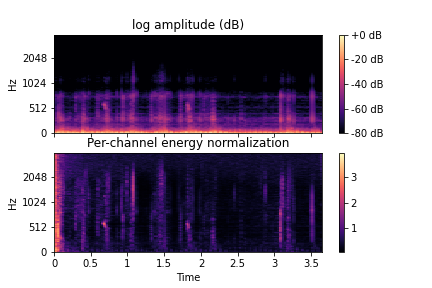 log amplitude (dB)
Hz
2048
1024
512
0
+0 dB
-20 dB
-40 dB
-60 dB
-80 dB
Per-channel energy normalization
Hz
2048
1024
512
0
3
2
1
0 0.5 1 1.5 2 2.5 3 3.5
Time